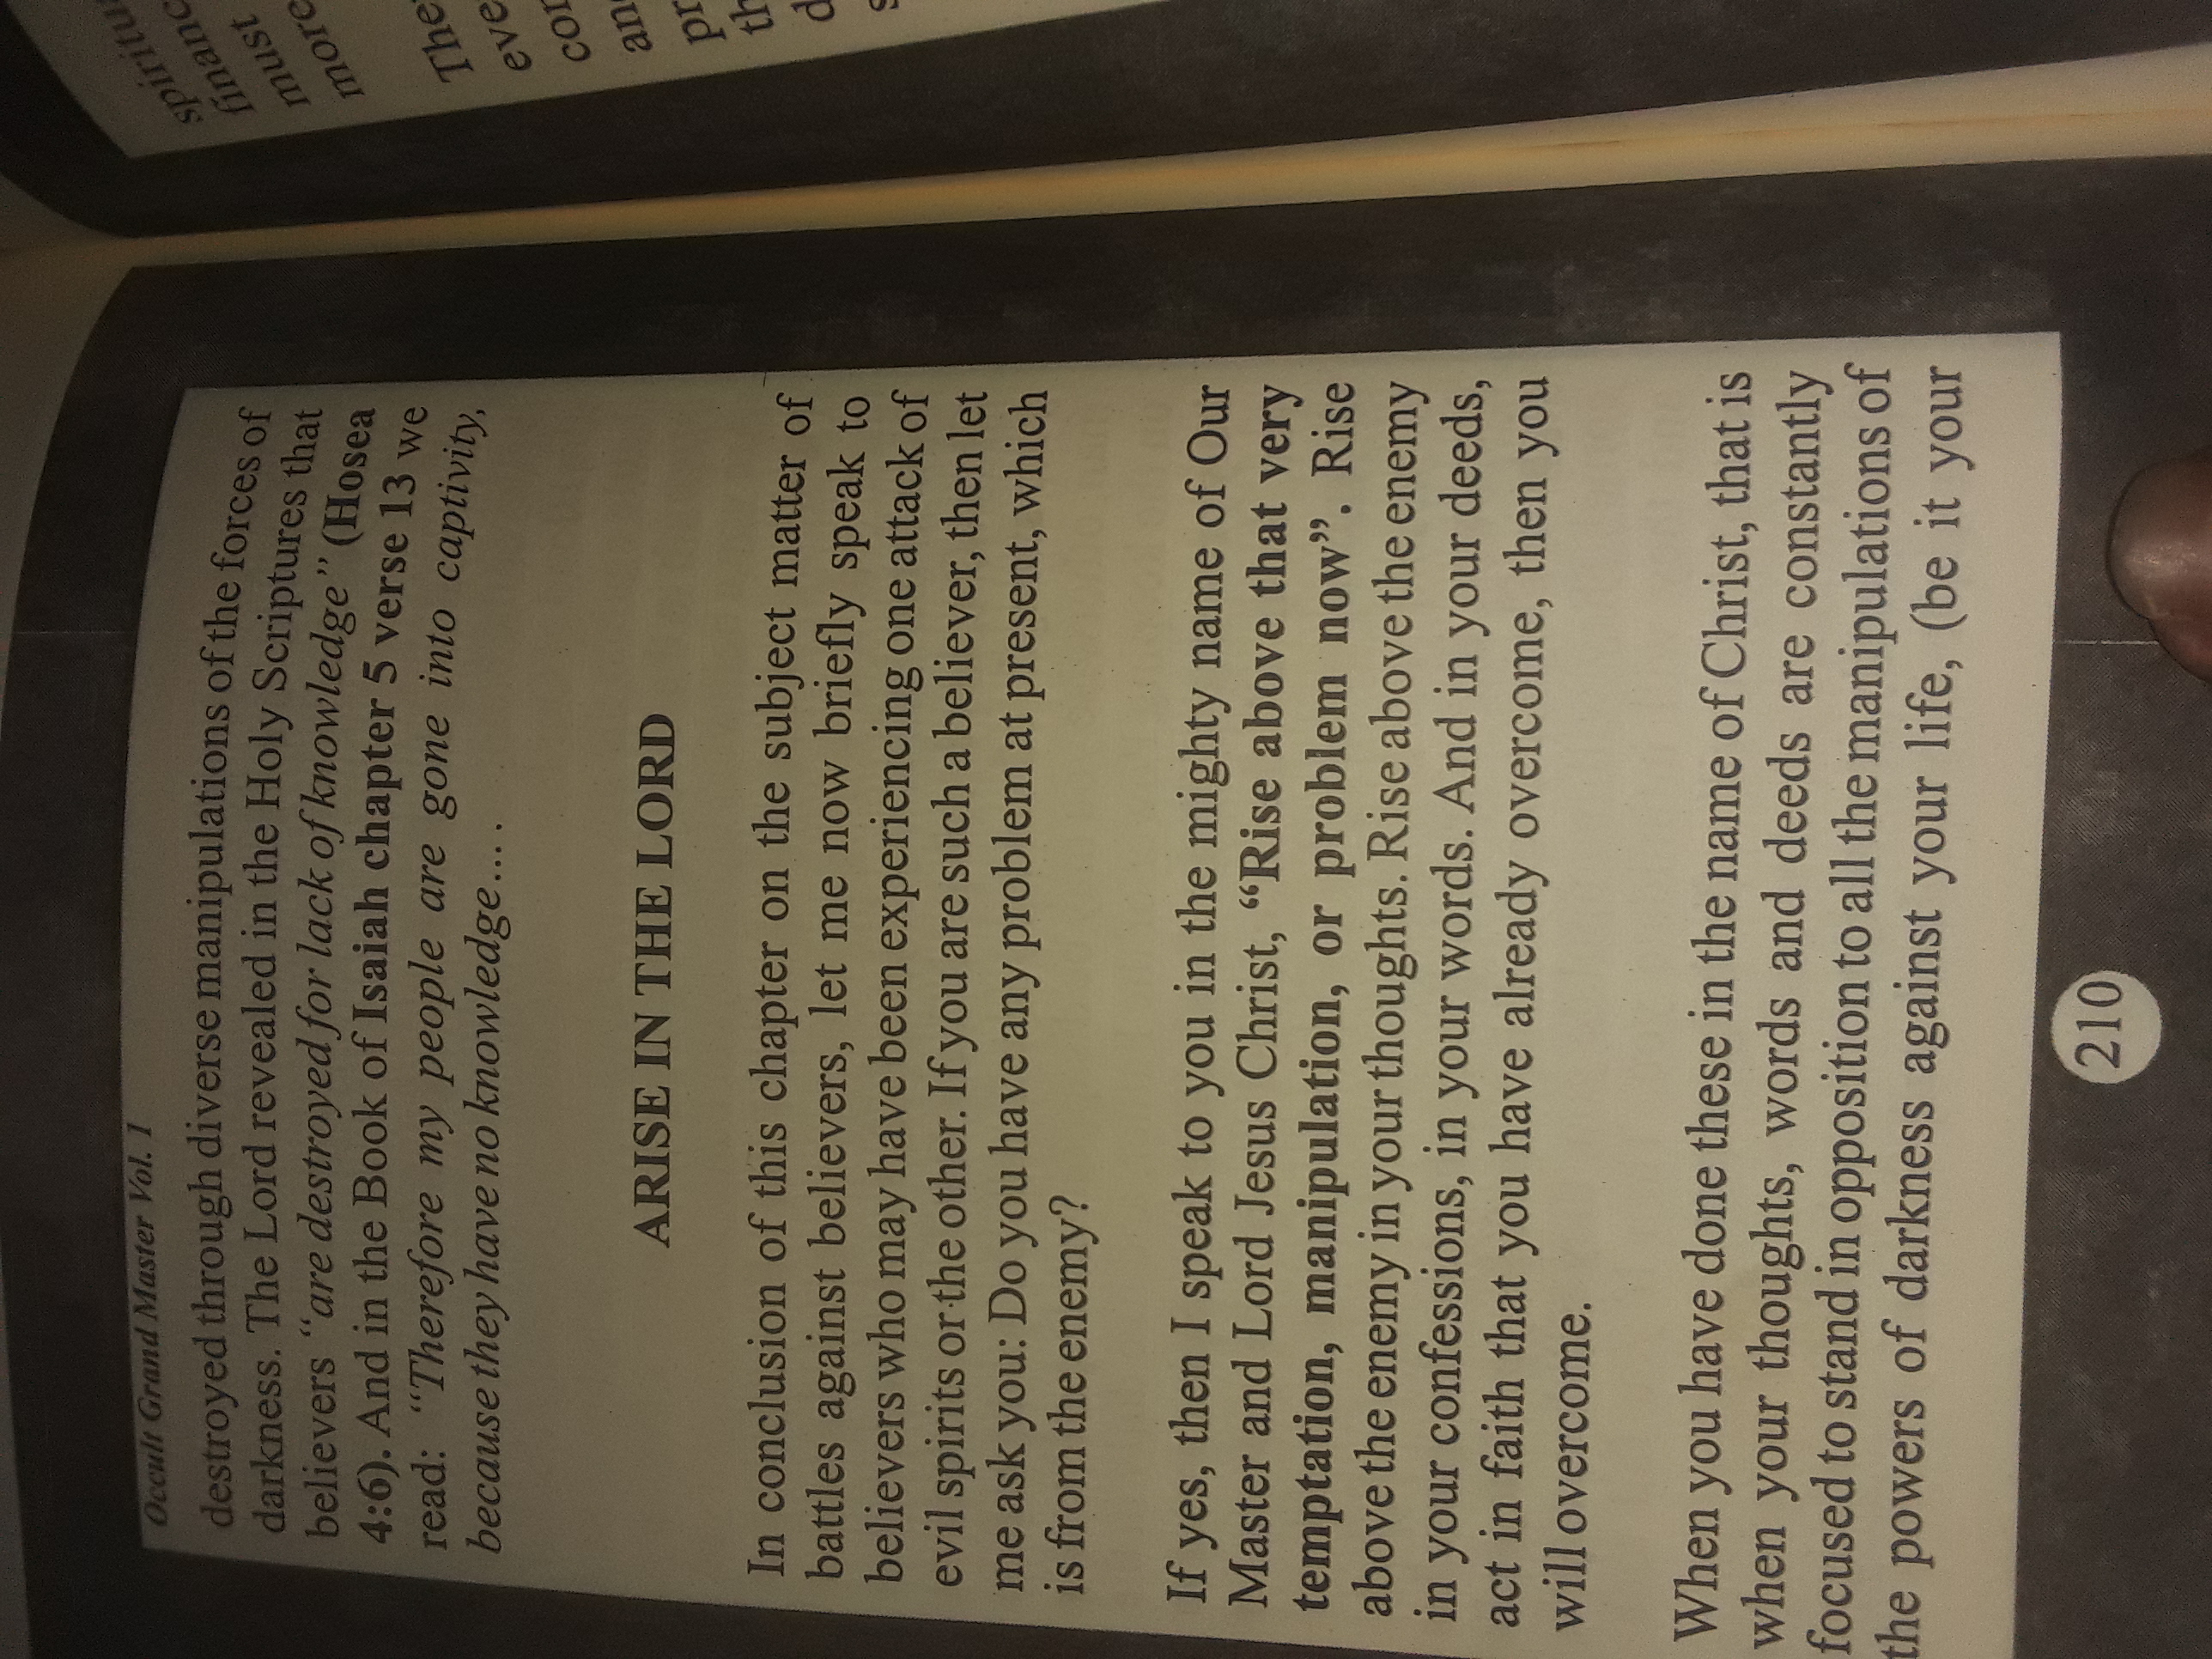 Occult Grand Master Vol. 1
destroyed through diverse manipulations of the forces of
darkness. The Lord revealed in the Holy Scriptures that
believers “are destroyed for lack of knowledge” (Hosea
4:6). And in the Book of Isaiah chapter 5 verse 13 we
read: “Therefore my people are gone into captivity,
because they have no knowledge... .
ARISE IN THE LORD
In conclusion of this chapter on the subject matter of
battles against believers, let me now briefly speak to
believers who may have been experiencing one attack of
evil spirits or the other. If you are such a believer, then let
me ask you: Do you have any problem at present, which
is from the enemy?
If yes, then I speak to you in the mighty name of Our
Master and Lord Jesus Christ, “Rise above that very
temptation, manipulation, or problem now”. Rise
above the enemy in your thoughts. Rise above the enemy
in your confessions, in your words. And in your deeds,
act in faith that you have already overcome, then you
will overcome.
When you have done these in the name of Christ, that is
when your thoughts, words and deeds are constantly
focused to stand in opposition to all the manipulations of
the powers of darkness against your life, (be it your
210
must
more